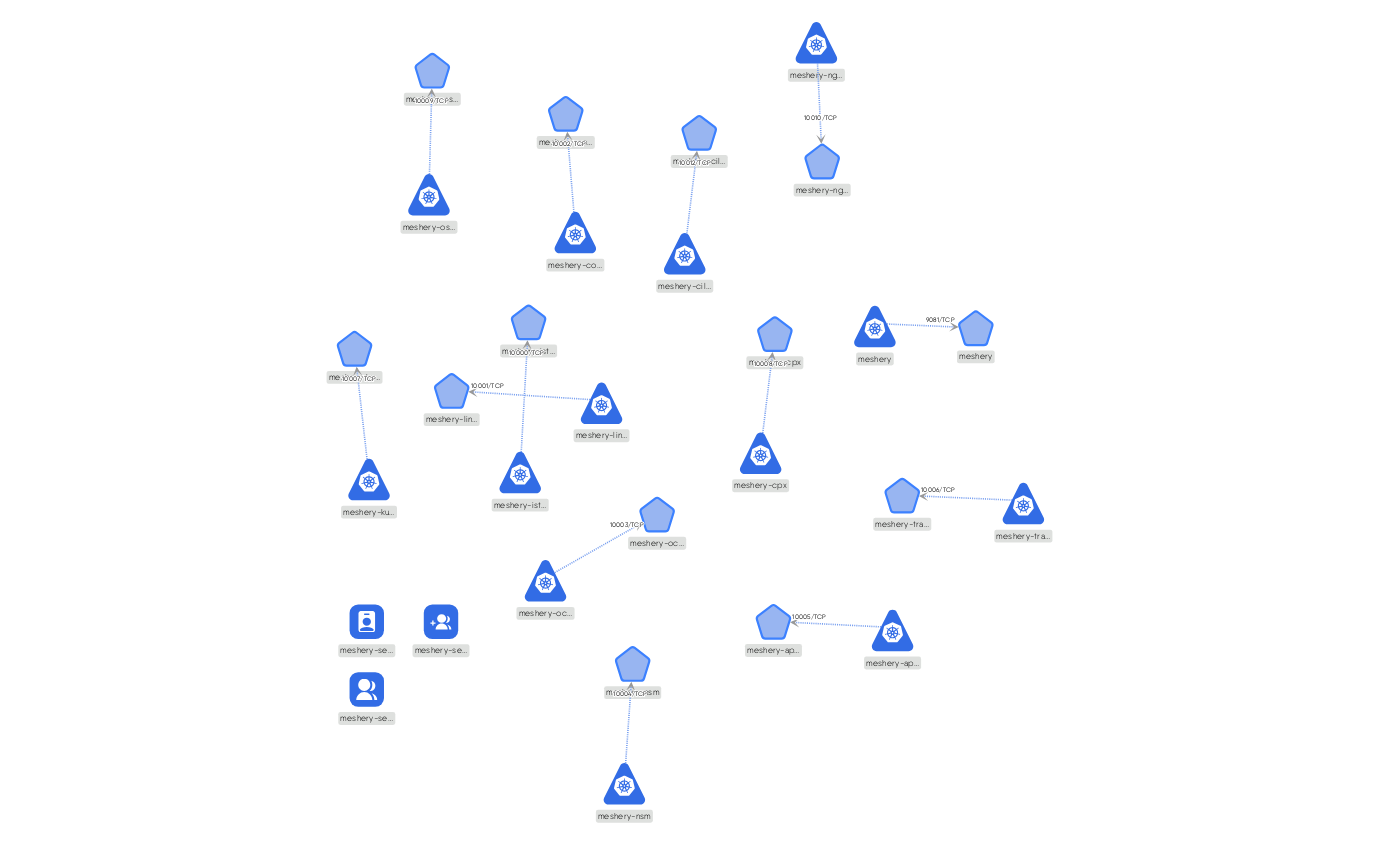 meshery-ng...
10009/TCP
10010/TCP
10002/TCP
10012/TCP
meshery-ng...
meshery-os...
meshery-co...
meshery-cil...
9081/TCP
meshery
meshery
10000/TCP
10008/TCP
10007/TCP
10001/TCP
meshery-lin...
meshery-lin...
meshery-cpx
10006/TCP
meshery-ist...
meshery-ku...
meshery-tra...
meshery-tra...
10003/TCP
meshery-oc...
meshery-oc...
10005/TCP
meshery-se...
meshery-se...
meshery-ap...
meshery-ap...
10004/TCP
meshery-se...
meshery-nsm